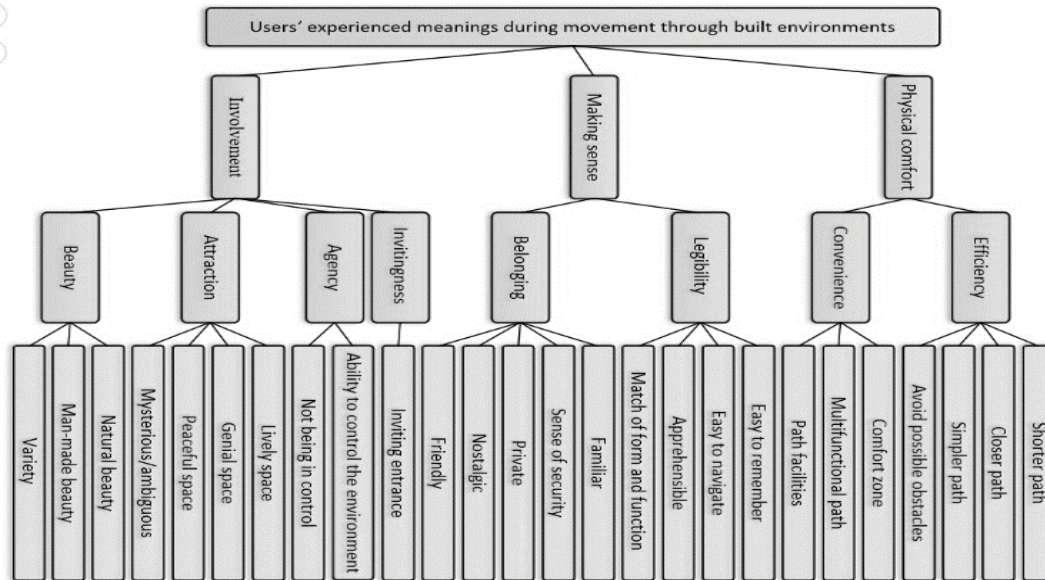 Users' experienced meanings during movement through built environments
Involvement
Making sense
Physical comfort
Beauty
Attraction
Agency
Invitingness
Belonging
Legibility
Convenience
Efficiency
Variety
Man-made beauty
Natural beauty
Mysterious/ambiguous
Peaceful space
Genial space
Lively space
Not being in control
Ability to control the environment
Inviting entrance
Friendly
Nostalgic
Private
Sense of security
Familiar
Match of form and function
Apprehensible
Easy to navigate
Easy to remember
Path facilities
Multifunctional path
Comfort zone
Avoid possible obstacles
Simpler path
Closer path
Shorter path